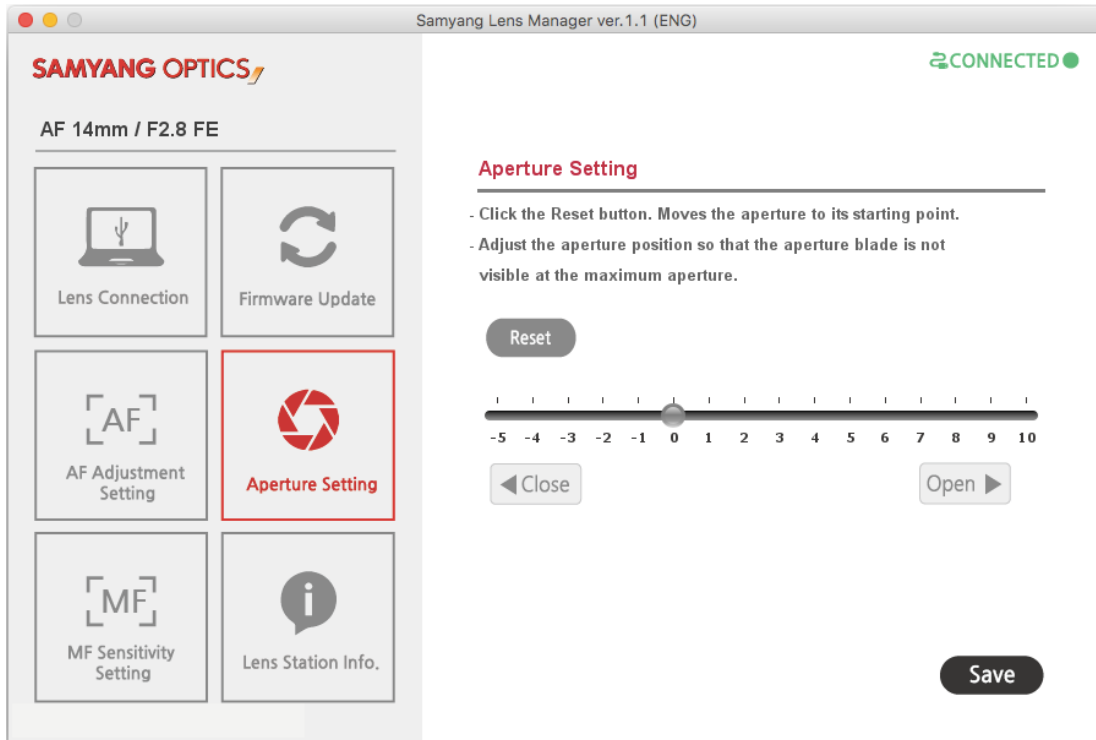 Samyang Lens Manager ver.1.1 (ENG)
SAMYANG OPTICS
CONNECTED
AF 14mm / F2.8 FE
Lens Connection
Firmware Update
AF
AF Adjustment
Setting
Aperture Setting
MF
MF Sensitivity
Setting
i
Lens Station Info.
Aperture Setting
- Click the Reset button. Moves the aperture to its starting point.
- Adjust the aperture position so that the aperture blade is not
visible at the maximum aperture.
Reset
-5 -4 -3 -2 -1 0 1 2 3 4 5 6 7 8 9 10
◀Close
Open ▶
Save